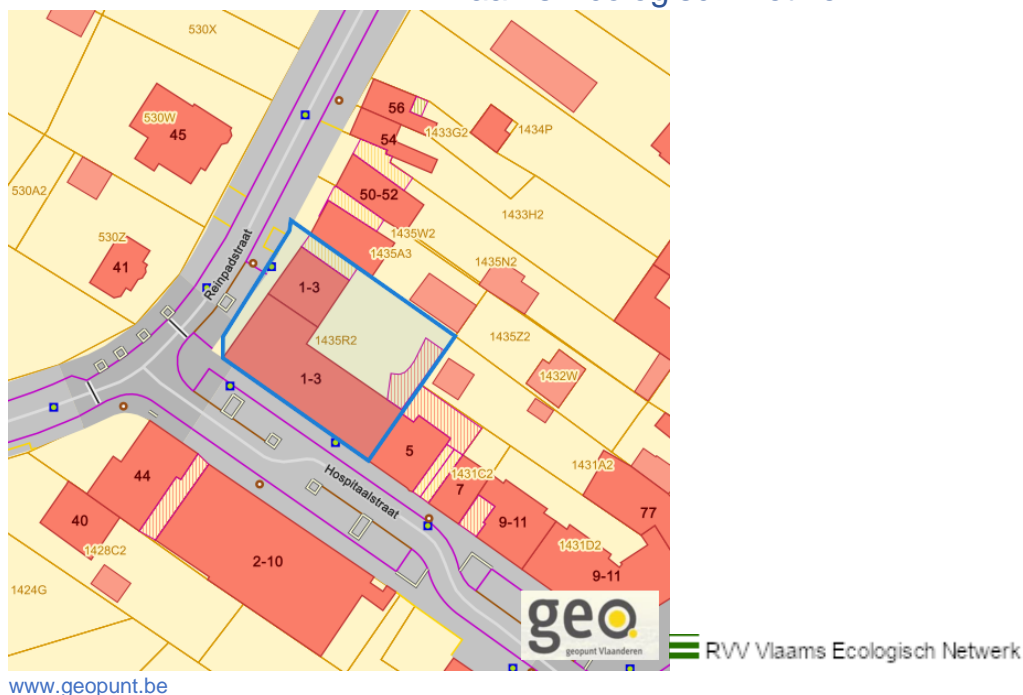 530X
56
530W
45
54
1433G2
1434P
530A2
50-52
1433H2
530Z
1435W2
Reinpadstraat
1435A3
1435N2
41
1-3
1435R2
1435Z2
1-3
1432W
5
1431C2
1431A2
44
Hospitaalstraat
7
77
40
9-11
1428C2
1431D2
2-10
9-11
1424G
geo
geopunt Vlaanderen
RVV Vlaams Ecologisch Netwerk
www.geopunt.be